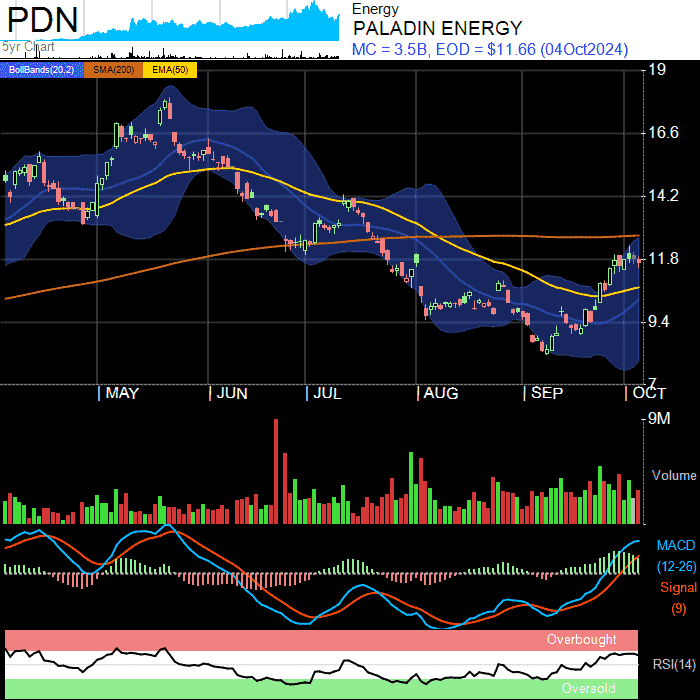 PDN
5yr Chart
Energy
PALADIN ENERGY
MC = 3.5B, EOD = $11.66 (04Oct2024)
BollBands(20,2) SMA(200) EMA(50)
19
16.6
14.2
11.8
9.4
7
MAY JUN JUL AUG SEP OCT
9M
Volume
MACD
(12-26)
Signal
(9)
Overbought
RSI(14)
Oversold